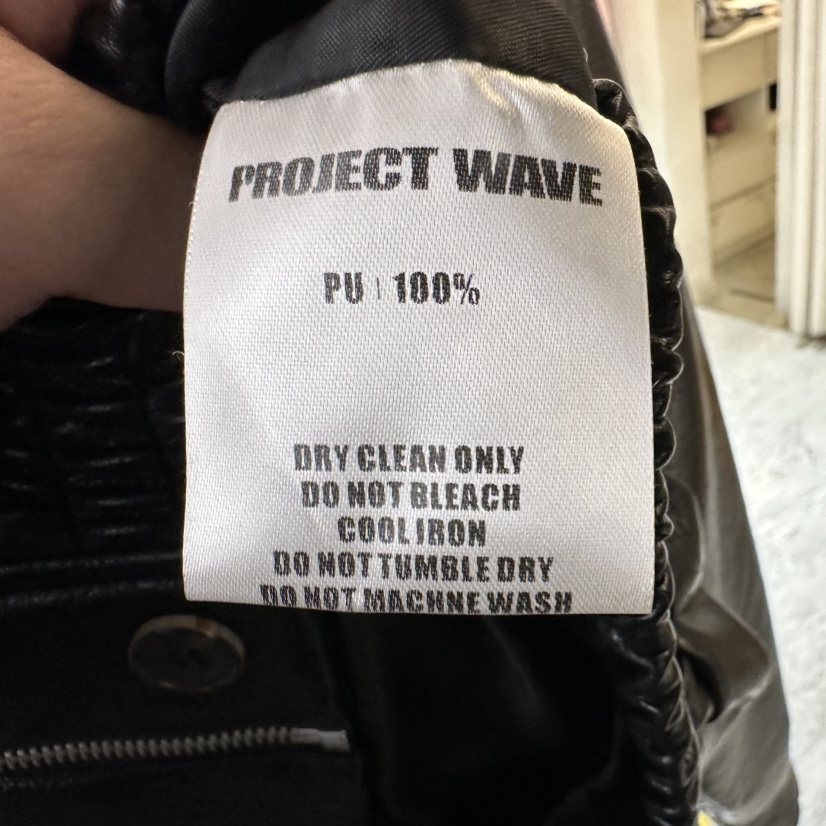 PROJECT WAVE
PU | 100%
DRY CLEAN ONLY
DO NOT BLEACH
COOL IRON
DO NOT TUMBLE DRY
DO NOT MACHNE WASH